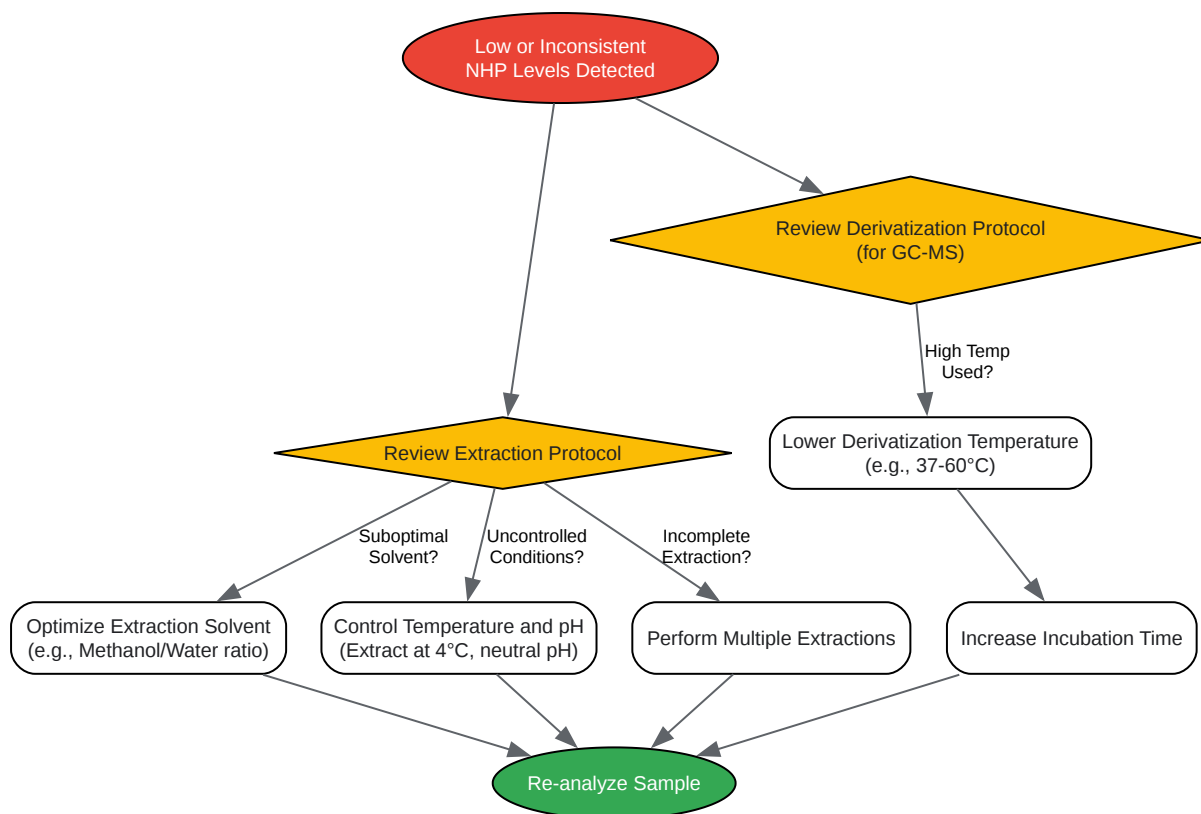 Low or Inconsistent
NHP Levels Detected
Review Derivatization Protocol
(for GC-MS)
High Temp
Used?
Lower Derivatization Temperature
(e.g., 37-60°C)
Review Extraction Protocol
Suboptimal
Solvent?
Uncontrolled
Conditions?
Incomplete
Extraction?
Optimize Extraction Solvent
(e.g., Methanol/Water ratio)
Control Temperature and pH
(Extract at 4°C, neutral pH)
Perform Multiple Extractions
Increase Incubation Time
Re-analyze Sample